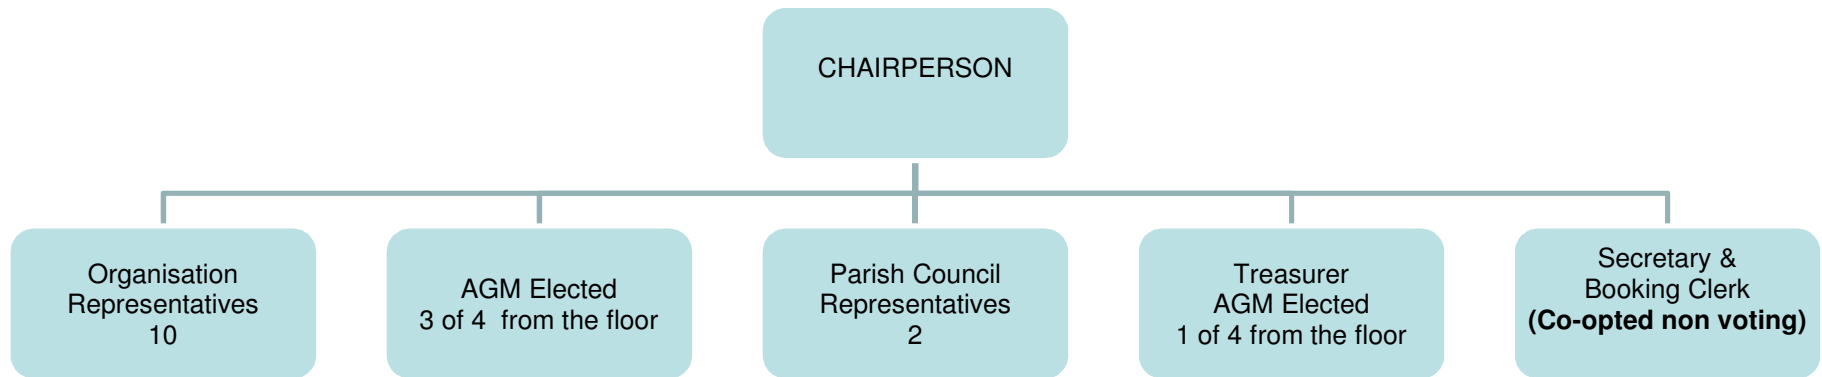 CHAIRPERSON
Organisation
Representatives
10
AGM Elected
3 of 4  from the floor
Parish Council
Representatives
2
Treasurer
AGM Elected
1 of 4 from the floor
Secretary &
Booking Clerk
(Co-opted non voting)